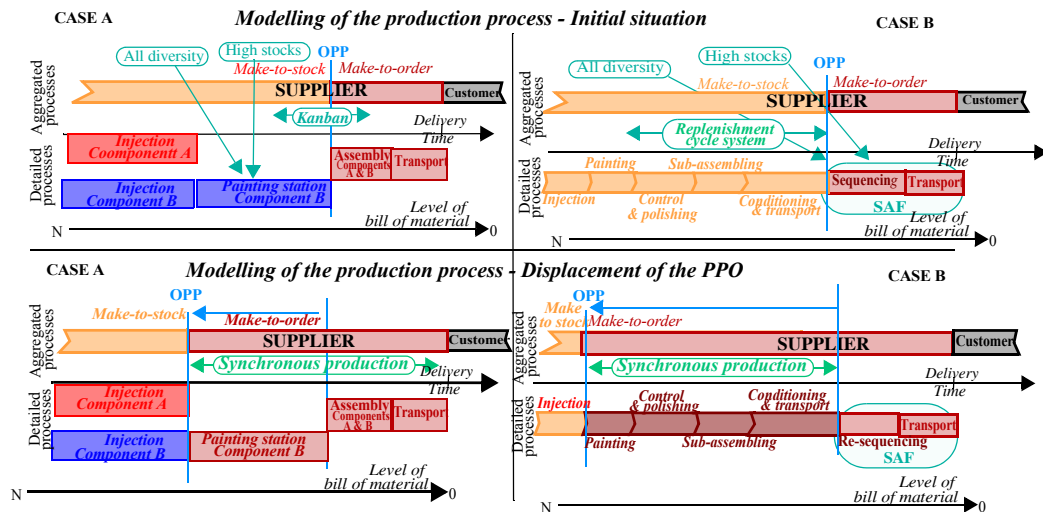 CASE A
Modelling of the production process - Initial situation
CASE B
All diversity
High stocks
OPP
Make-to-stock
Make-to-order
SUPPLIER
Customer
Kanban
Delivery
Time
Aggregated
processes
Detailed
processes
Injection
Coomponent A
Injection
Component B
Painting station
Component B
Assembly
Components
A & B
Transport
Level of
bill of material
N
0
High stocks
OPP
All diversity
Make-to-stock
Make-to-order
SUPPLIER
Customer
Replenishment
cycle system
Delivery
Time
Aggregated
processes
Detailed
processes
Painting
Sub-assembling
Injection
Control
& polishing
Conditioning
& transport
Sequencing
Transport
SAF
Level of
bill of material
N
0
CASE A
Modelling of the production process - Displacement of the PPO
CASE B
OPP
Make-to-stock
Make-to-order
SUPPLIER
Customer
Synchronous production
Delivery
Time
Aggregated
processes
Detailed
processes
Injection
Component A
Injection
Component B
Painting station
Component B
Assembly
Components
A & B
Transport
Level of
bill of material
N
0
OPP
Make
to stock
Make-to-order
SUPPLIER
Customer
Synchronous production
Delivery
Time
Aggregated
processes
Detailed
processes
Injection
Control
& polishing
Conditioning
& transport
Painting
Sub-assembling
Transport
Re-sequencing
SAF
Level of
bill of material
N
0